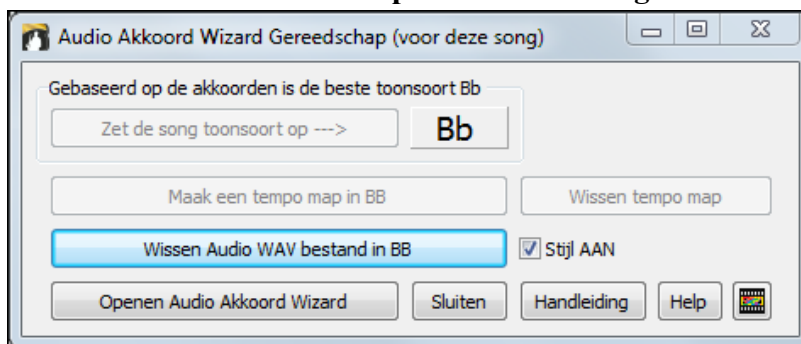 Audio Akkoord Wizard Gereedschap (voor deze song)
Gebaseerd op de akkoorden is de beste toonsoort Bb
Zet de song toonsoort op ---> Bb
Maak een tempo map in BB Wissen tempo map
Wissen Audio WAV bestand in BB Stijl AAN
Openen Audio Akkoord Wizard Sluiten Handleiding Help